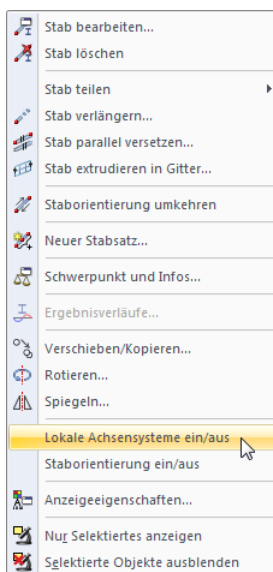 Stab bearbeiten...
Stab löschen
Stab teilen
Stab verlängern...
Stab parallel versetzen...
Stab extrudieren in Gitter...
Staborientierung umkehren
Neuer Stabsatz...
Schwerpunkt und Infos...
Ergebnisverläufe...
Verschieben/Kopieren...
Rotieren...
Spiegeln...
Lokale Achsensysteme ein/aus
Staborientierung ein/aus
Anzeigeeigenschaften...
Nur Selektiertes anzeigen
Selektierte Objekte ausblenden